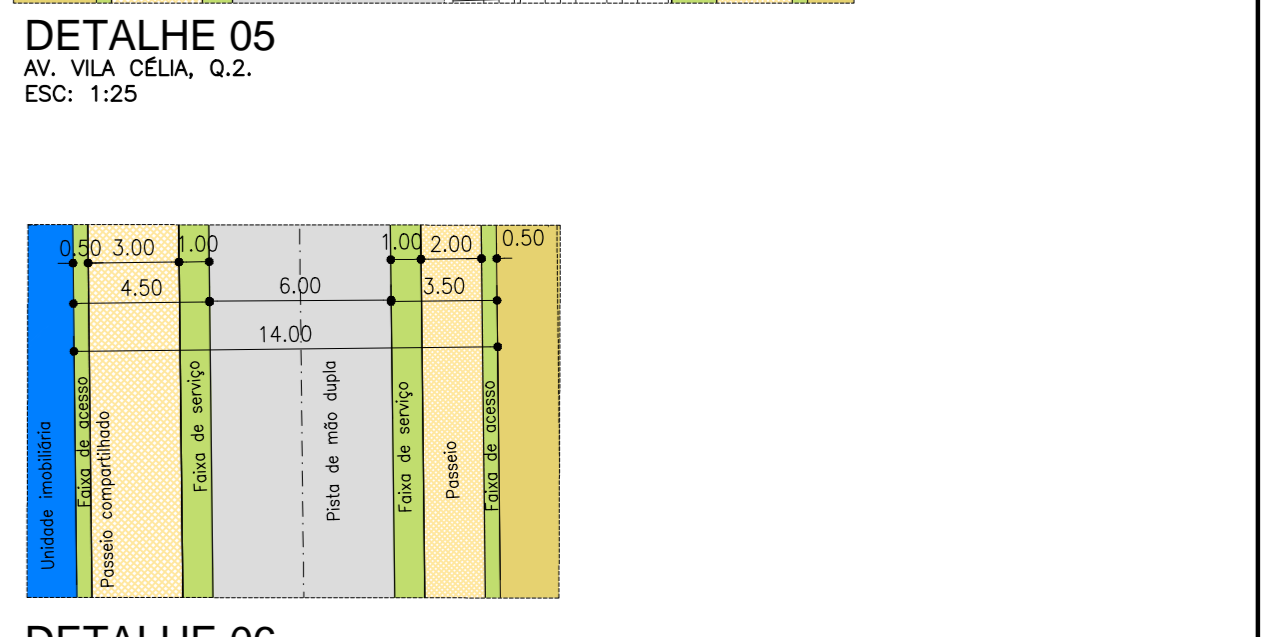 DETALHE 05
AV. VILA CÉLIA, Q.2.
ESC: 1:25
0.50 3.00 1.00 1.00 2.00 0.50
4.50 6.00 3.50
14.00
Unidade imobiliária
Faixa de acesso
Passeio compartilhado
Faixa de serviço
Pista de mão dupla
Faixa de serviço
Passeio
Faixa de acesso
DETALHE 06